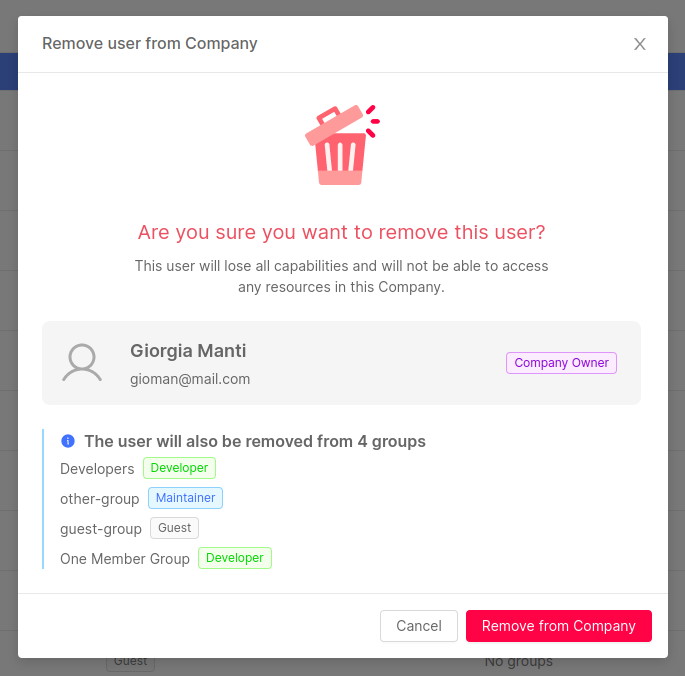 Remove user from Company
Are you sure you want to remove this user?
This user will lose all capabilities and will not be able to access
any resources in this Company.
Giorgia Manti
gioman@mail.com
Company Owner
The user will also be removed from 4 groups
Developers Developer
other-group Maintainer
guest-group Guest
One Member Group Developer
Cancel Remove from Company
Guest No groups